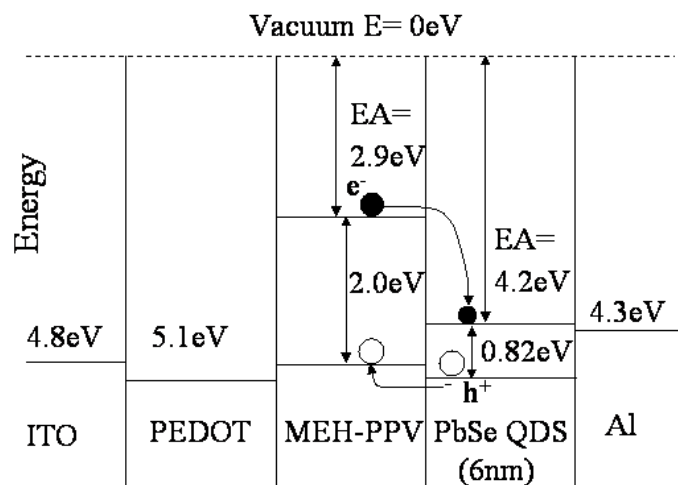 Vacuum E= 0eV
Energy
EA=
2.9eV
e-
EA=
4.2eV
2.0eV
4.8eV
5.1eV
4.3eV
0.82eV
- h+
ITO
PEDOT
MEH-PPV
PbSe QDS
(6nm)
Al